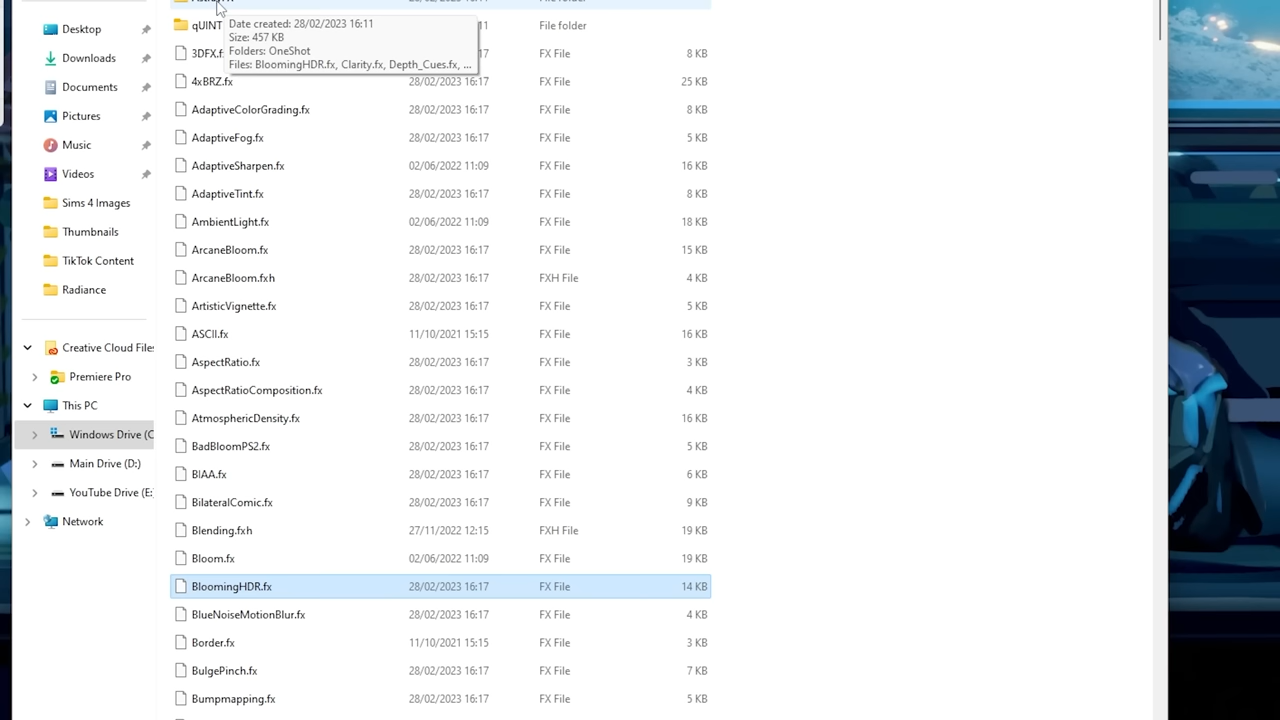 Date created: 28/02/2023 16:11
Size: 457 KB
Folders: OneShot
Files: BloomingHDR.fx, Clarity.fx, Depth_Cues.fx, ...
qUINT File folder
3DFX.f 8 KB
4xBRZ.fx 28/02/2023 16:17 FX File 25 KB
AdaptiveColorGrading.fx 28/02/2023 16:17 FX File 8 KB
AdaptiveFog.fx 28/02/2023 16:17 FX File 5 KB
AdaptiveSharpen.fx 02/06/2022 11:09 FX File 16 KB
AdaptiveTint.fx 28/02/2023 16:17 FX File 8 KB
AmbientLight.fx 02/06/2022 11:09 FX File 18 KB
ArcaneBloom.fx 28/02/2023 16:17 FX File 15 KB
ArcaneBloom.fxh 28/02/2023 16:17 FXH File 4 KB
ArtisticVignette.fx 28/02/2023 16:17 FX File 5 KB
ASCII.fx 11/10/2021 15:15 FX File 16 KB
AspectRatio.fx 28/02/2023 16:17 FX File 3 KB
AspectRatioComposition.fx 28/02/2023 16:17 FX File 4 KB
AtmosphericDensity.fx 28/02/2023 16:17 FX File 16 KB
BadBloomPS2.fx 28/02/2023 16:17 FX File 5 KB
BIAA.fx 28/02/2023 16:17 FX File 6 KB
BilateralComic.fx 28/02/2023 16:17 FX File 9 KB
Blending.fxh 27/11/2022 12:15 FXH File 19 KB
Bloom.fx 02/06/2022 11:09 FX File 19 KB
BloomingHDR.fx 28/02/2023 16:17 FX File 14 KB
BlueNoiseMotionBlur.fx 28/02/2023 16:17 FX File 4 KB
Border.fx 11/10/2021 15:15 FX File 3 KB
BulgePinch.fx 28/02/2023 16:17 FX File 7 KB
Bumpmapping.fx 28/02/2023 16:17 FX File 5 KB
Desktop
Downloads
Documents
Pictures
Music
Videos
Sims 4 Images
Thumbnails
TikTok Content
Radiance
Creative Cloud Files
Premiere Pro
This PC
Windows Drive (C
Main Drive (D:)
YouTube Drive (E:
Network